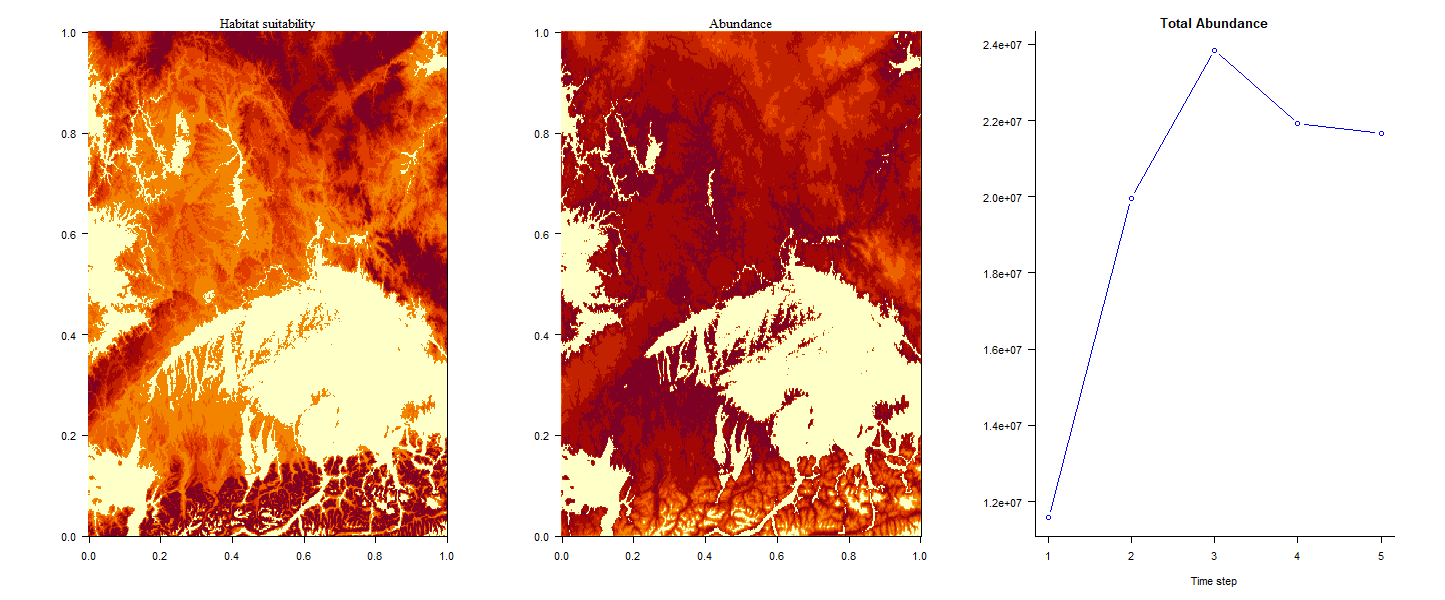 Habitat suitability
1.0
0.8
0.6
0.4
0.2
0.0
0.0 0.2 0.4 0.6 0.8 1.0
Abundance
1.0
0.8
0.6
0.4
0.2
0.0
0.0 0.2 0.4 0.6 0.8 1.0
Total Abundance
2.4e+07
2.2e+07
2.0e+07
1.8e+07
1.6e+07
1.4e+07
1.2e+07
1 2 3 4 5
Time step